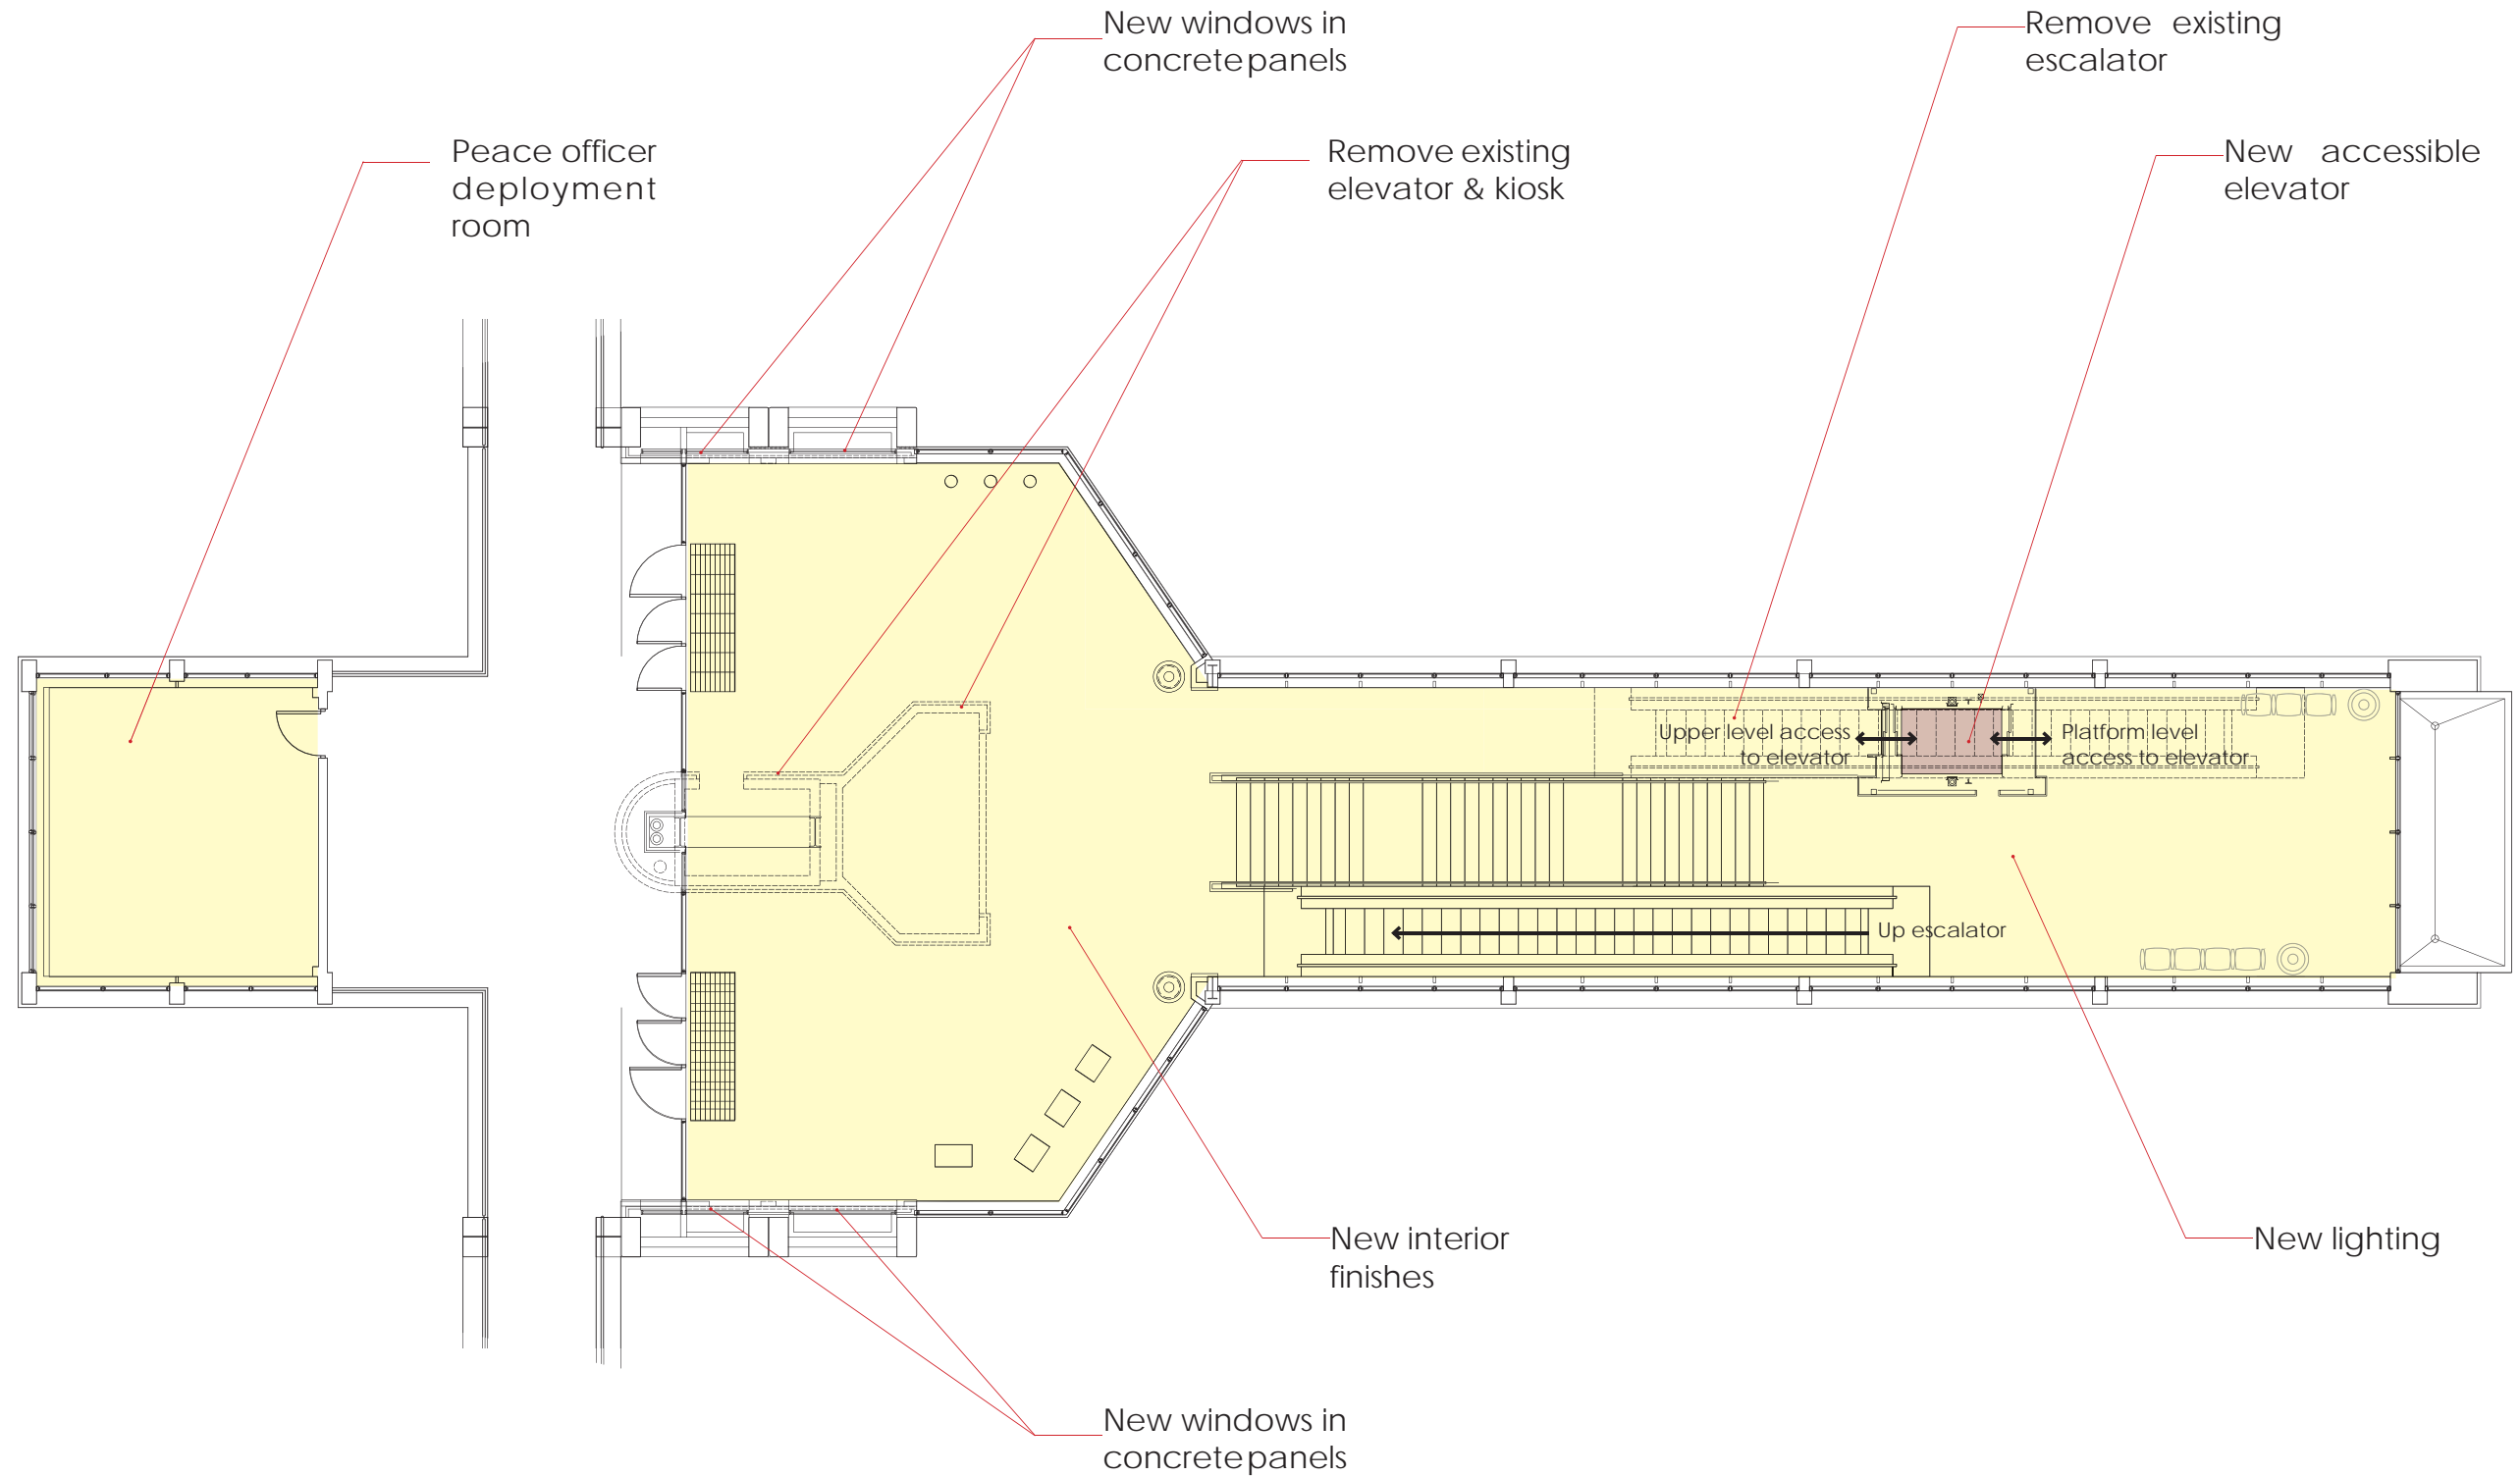 New windows in
concrete panels
Remove existing
escalator
Peace officer
deployment
room
Remove existing
elevator & kiosk
New accessible
elevator
Upper level access
to elevator
Platform level
access to elevator
Up escalator
New interior
finishes
New lighting
New windows in
concrete panels